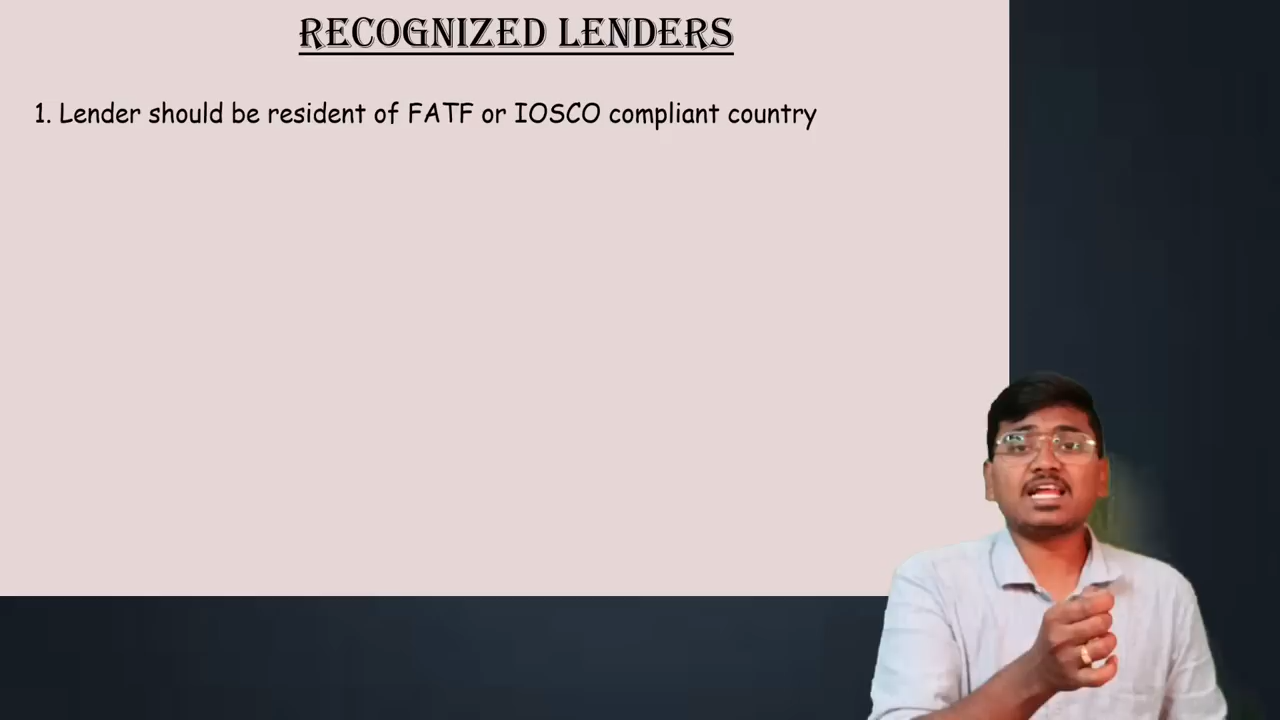 RECOGNIZED LENDERS
1. Lender should be resident of FATF or IOSCO compliant country